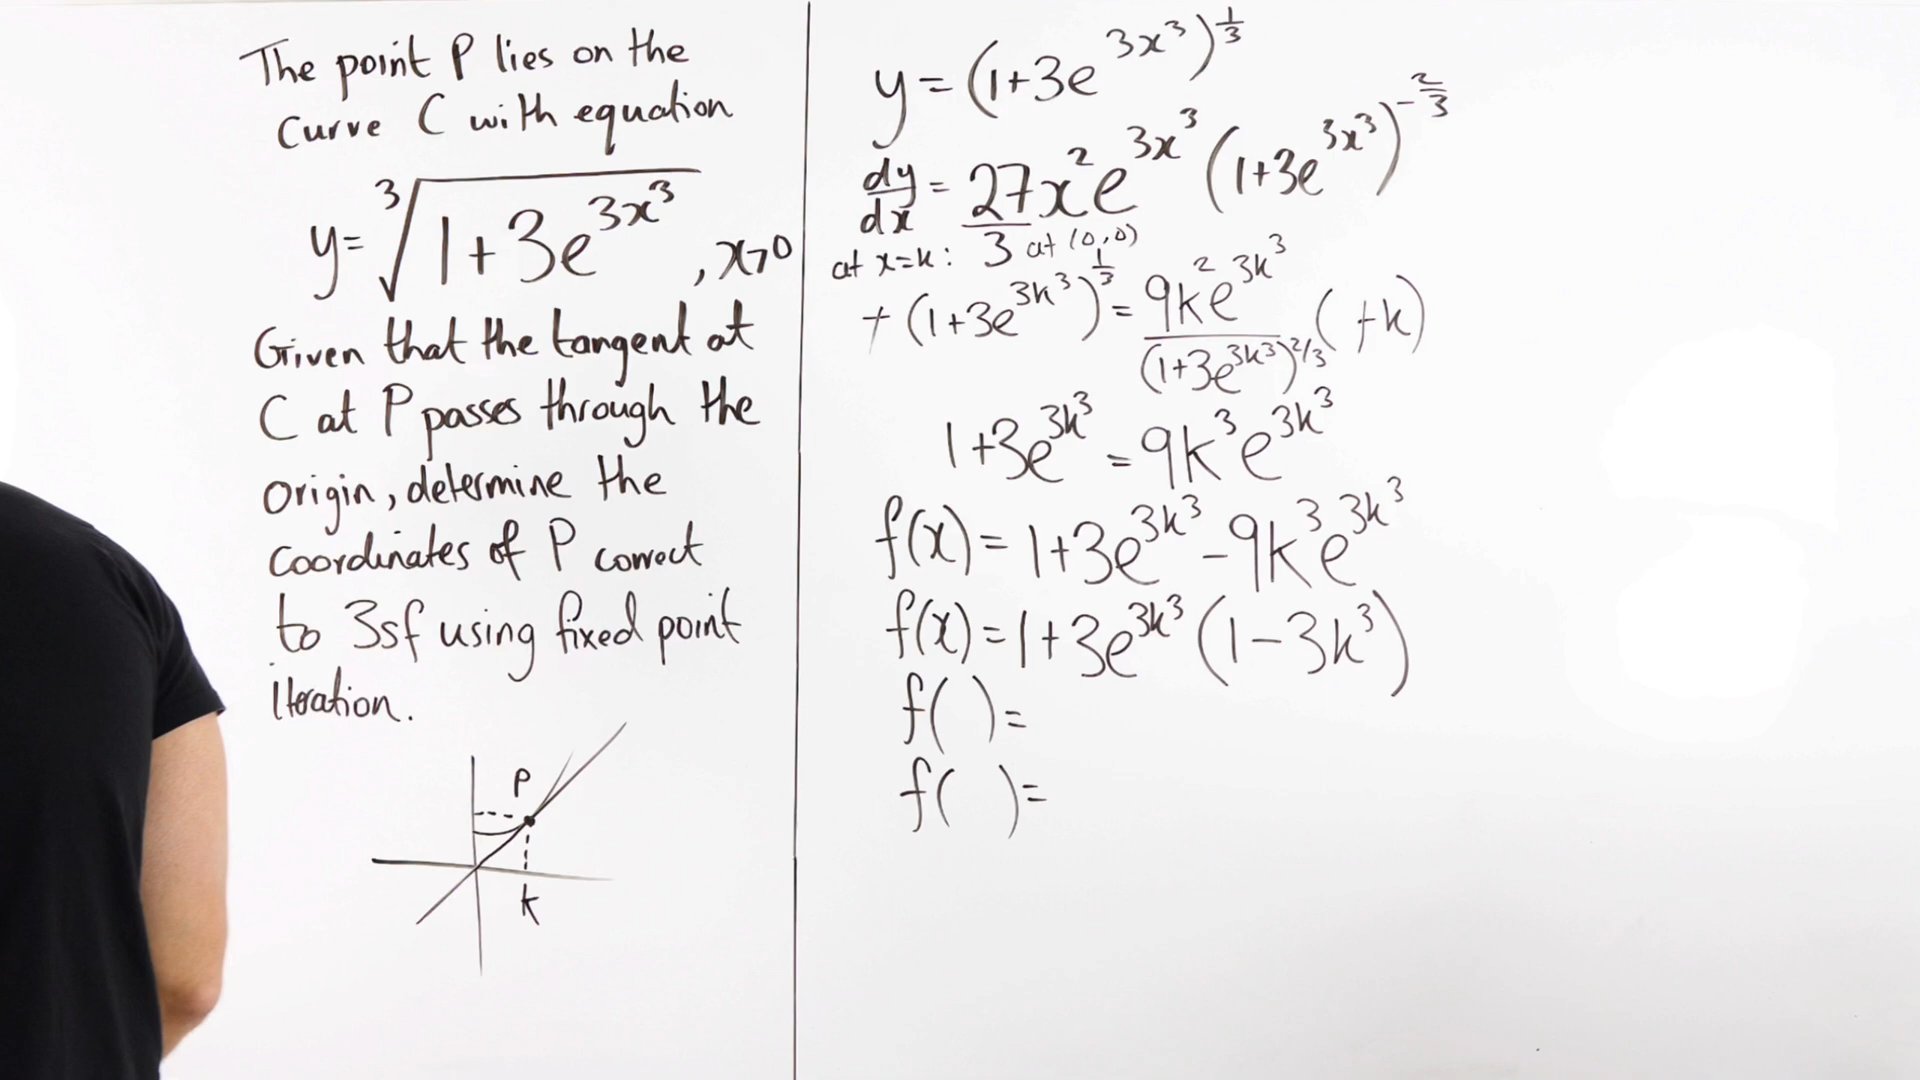 The point P lies on the
curve C with equation
y = ∛(1+3e^(3x³)) , x>0
Given that the tangent at
C at P passes through the
origin, determine the
coordinates of P correct
to 3sf using fixed point
iteration.
P
k
y = (1+3e^(3x³))^(1/3)
dy/dx = 27/3 x² e^(3x³) (1+3e^(3x³))^(-2/3)
at x=k: at (0,0)
+ (1+3e^(3k³))^(1/3) = 9k²e^(3k³)/(1+3e^(3k³))^(2/3) (+k)
1+3e^(3k³) = 9k³e^(3k³)
f(x) = 1+3e^(3k³) - 9k³e^(3k³)
f(x) = 1+3e^(3k³) (1-3k³)
f( ) =
f( ) =